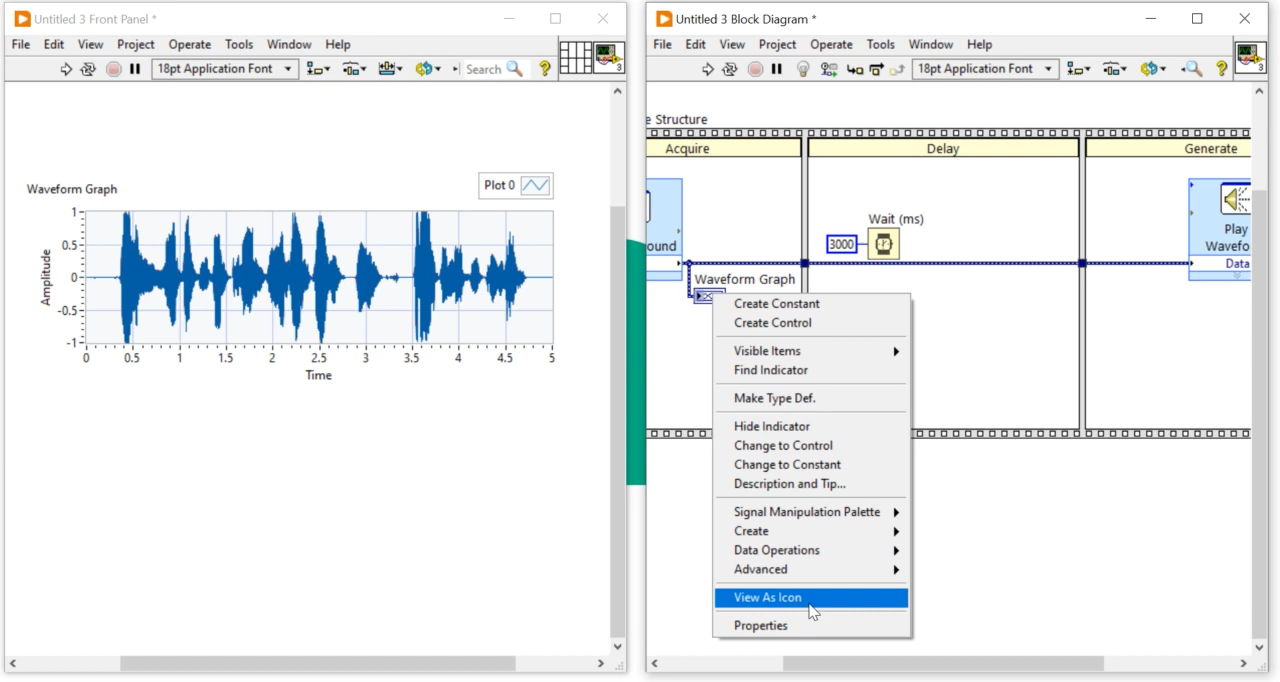 Untitled 3 Front Panel *
File Edit View Project Operate Tools Window Help
18pt Application Font
Search
3
Waveform Graph
Plot 0
Amplitude
1
0.5
0
-0.5
-1
0 0.5 1 1.5 2 2.5 3 3.5 4 4.5 5
Time
Untitled 3 Block Diagram *
File Edit View Project Operate Tools Window Help
18pt Application Font
3
e Structure
Acquire
Delay
Generate
ound
Wait (ms)
3000
Play
Wavefo
Data
Waveform Graph
Create Constant
Create Control
Visible Items
Find Indicator
Make Type Def.
Hide Indicator
Change to Control
Change to Constant
Description and Tip...
Signal Manipulation Palette
Create
Data Operations
Advanced
View As Icon
Properties